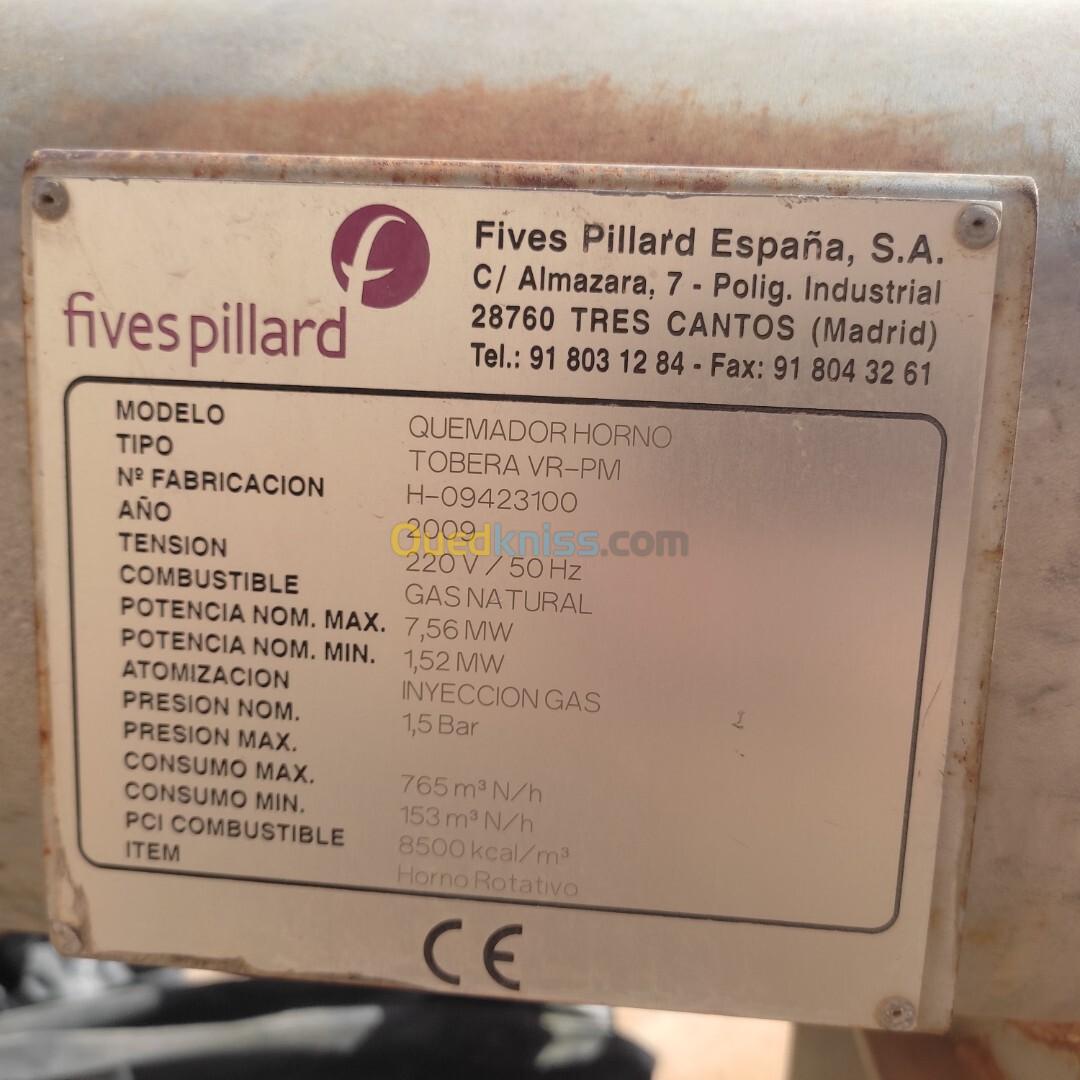 fivespillard
Fives Pillard España, S.A.
C/ Almazara, 7 - Polig. Industrial
28760 TRES CANTOS (Madrid)
Tel.: 91 803 12 84 - Fax: 91 804 32 61
MODELO QUEMADOR HORNO
TIPO TOBERA VR-PM
Nº FABRICACION H-09423100
AÑO 2009
Ouedkniss.com
TENSION 220 V / 50 Hz
COMBUSTIBLE GAS NATURAL
POTENCIA NOM. MAX. 7,56 MW
POTENCIA NOM. MIN. 1,52 MW
ATOMIZACION INYECCION GAS
PRESION NOM. 1,5 Bar
PRESION MAX.
CONSUMO MAX. 765 m³ N/h
CONSUMO MIN. 153 m³ N/h
PCI COMBUSTIBLE 8500 kcal/m³
ITEM Horno Rotativo
CE